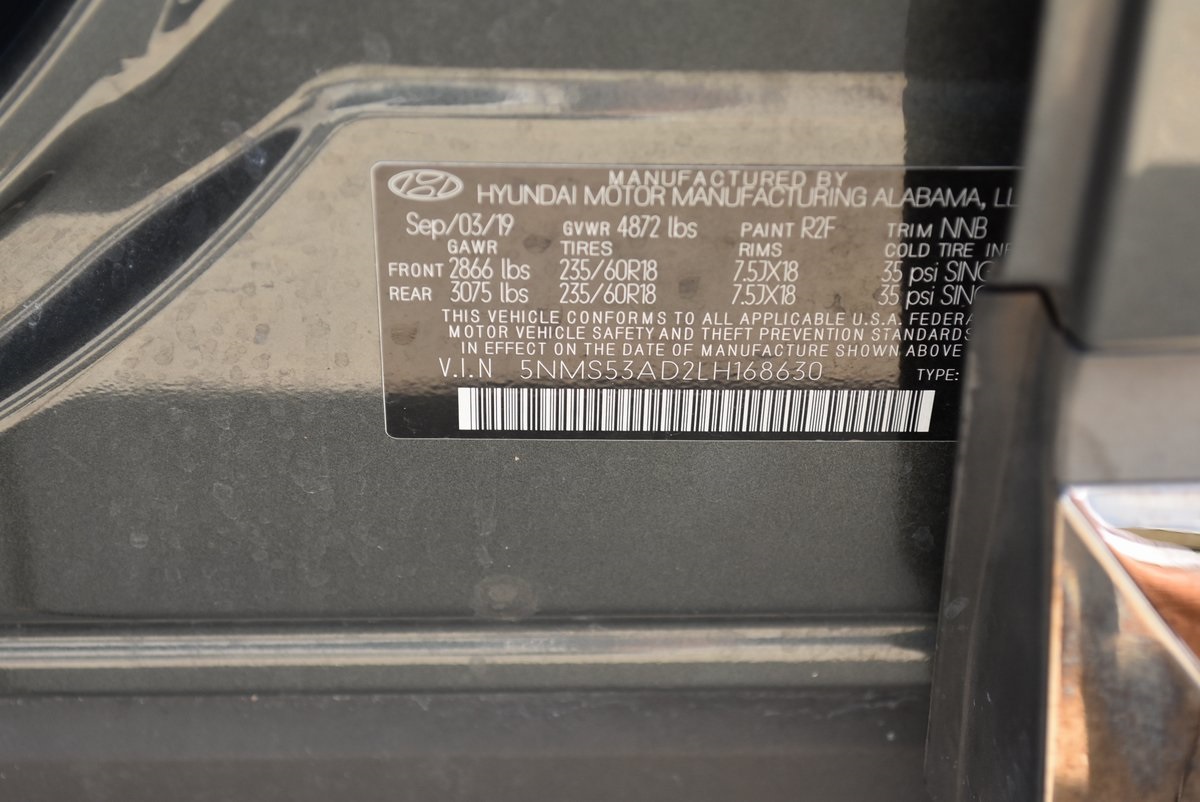 MANUFACTURED BY
HYUNDAI MOTOR MANUFACTURING ALABAMA, LL
Sep/03/19 GVWR 4872 lbs PAINT R2F TRIM NNB
GAWR TIRES RIMS COLD TIRE INF
FRONT 2866 lbs 235/60R18 7.5JX18 35 psi SING
REAR 3075 lbs 235/60R18 7.5JX18 35 psi SING
THIS VEHICLE CONFORMS TO ALL APPLICABLE U.S.A. FEDERA
MOTOR VEHICLE SAFETY AND THEFT PREVENTION STANDARDS
IN EFFECT ON THE DATE OF MANUFACTURE SHOWN ABOVE
V.I.N 5NMS53AD2LH168630 TYPE: